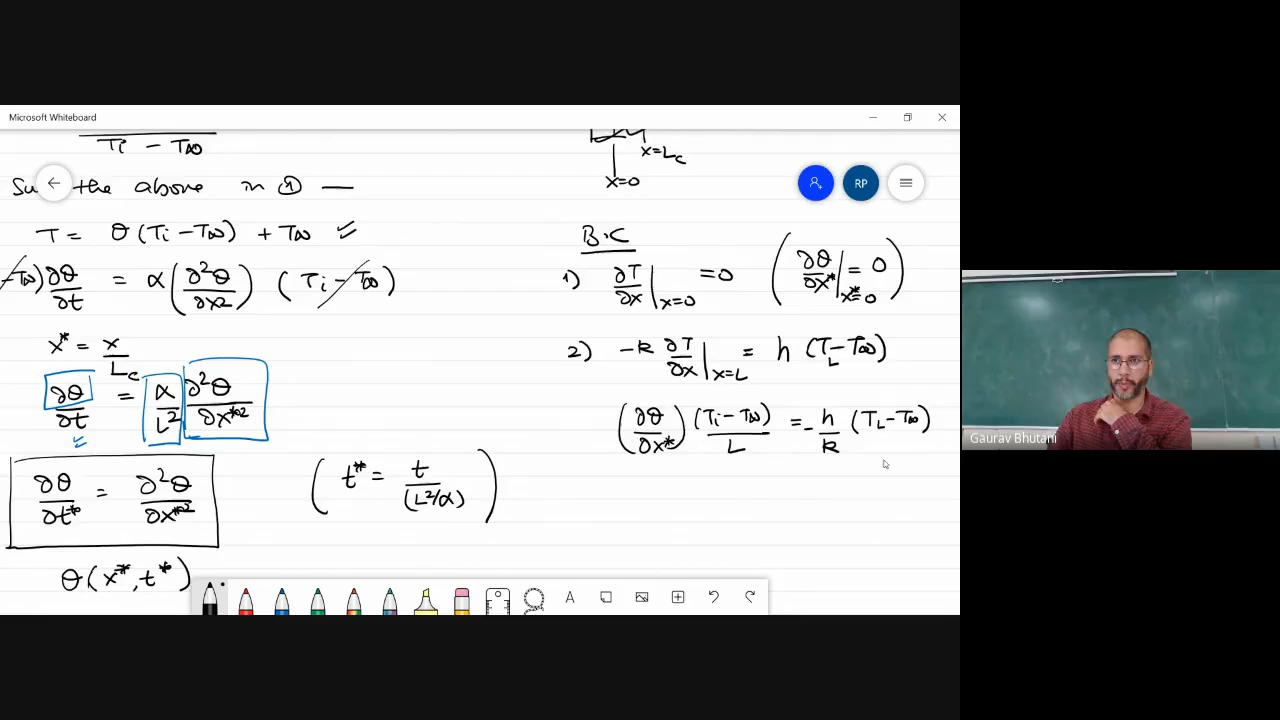 Microsoft Whiteboard
Ti - T∞
the above in ①
x=Lc
x=0
RP
T = θ(Ti-T∞) + T∞
B.C
-T∞) ∂θ/∂t = α(∂²θ/∂x2) (Ti-T∞)
1) ∂T/∂x|x=0 = 0 (∂θ/∂x*|x*=0 = 0)
x* = x/Lc
2) -k ∂T/∂x|x=L = h (TL-T∞)
∂θ/∂t = α/L² ∂²θ/∂x*2
(∂θ/∂x*) (Ti-T∞)/L = -h/k (TL-T∞)
Gaurav Bhutani
∂θ/∂t* = ∂²θ/∂x*2 (t* = t/(L²/α))
θ(x*, t*)
A